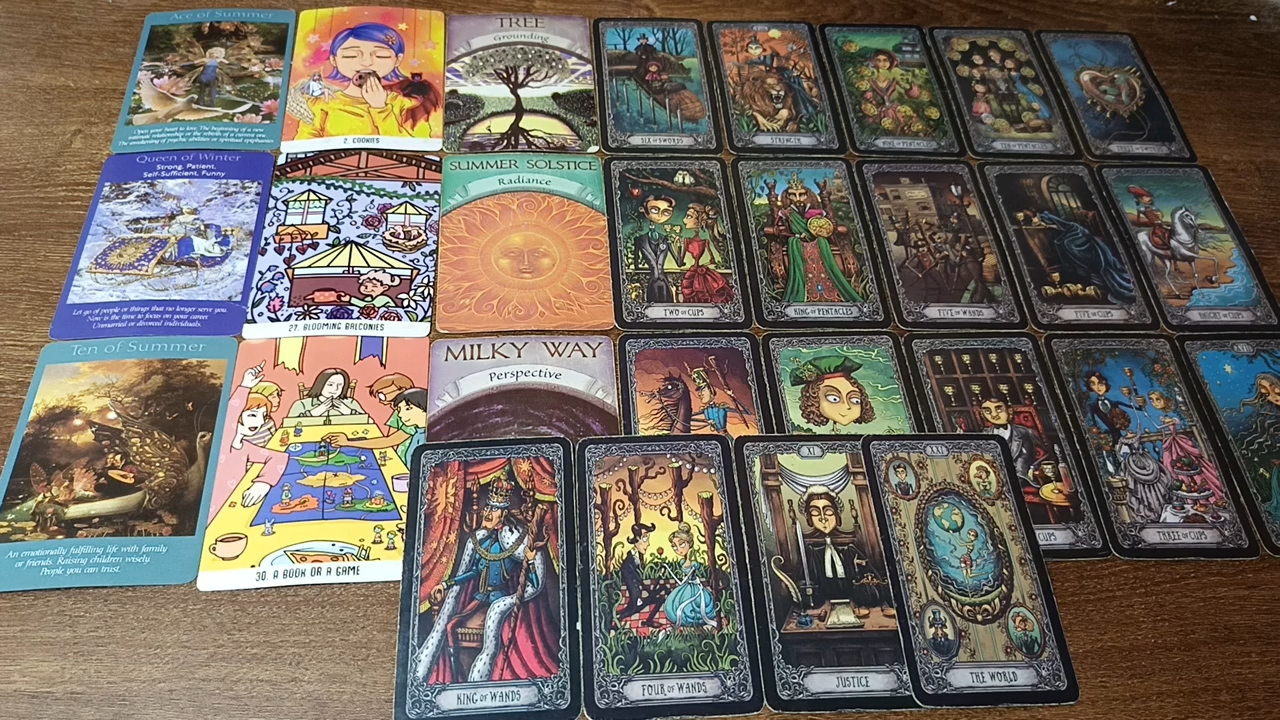 Ace of Summer
Open your heart to love. The beginning of a new
intimate relationship or the rebirth of a current one.
The awakening of psychic abilities or spiritual epiphanies.
2. COOKIES
TREE
Grounding
SIX OF SWORDS
STRENGTH
NINE OF PENTACLES
TEN OF PENTACLES
THREE OF SWORDS
Queen of Winter
Strong, Patient,
Self-Sufficient, Funny
Let go of people or things that no longer serve you.
Now is the time to focus on your career.
Unmarried or divorced individuals.
27. BLOOMING BALCONIES
SUMMER SOLSTICE
Radiance
TWO OF CUPS
KING OF PENTACLES
FIVE OF WANDS
FIVE OF CUPS
KNIGHT OF CUPS
Ten of Summer
An emotionally fulfilling life with family
or friends. Raising children wisely.
People you can trust.
30. A BOOK OR A GAME
MILKY WAY
Perspective
CUPS
THREE OF CUPS
KING OF WANDS
FOUR OF WANDS
XI
JUSTICE
XXI
THE WORLD